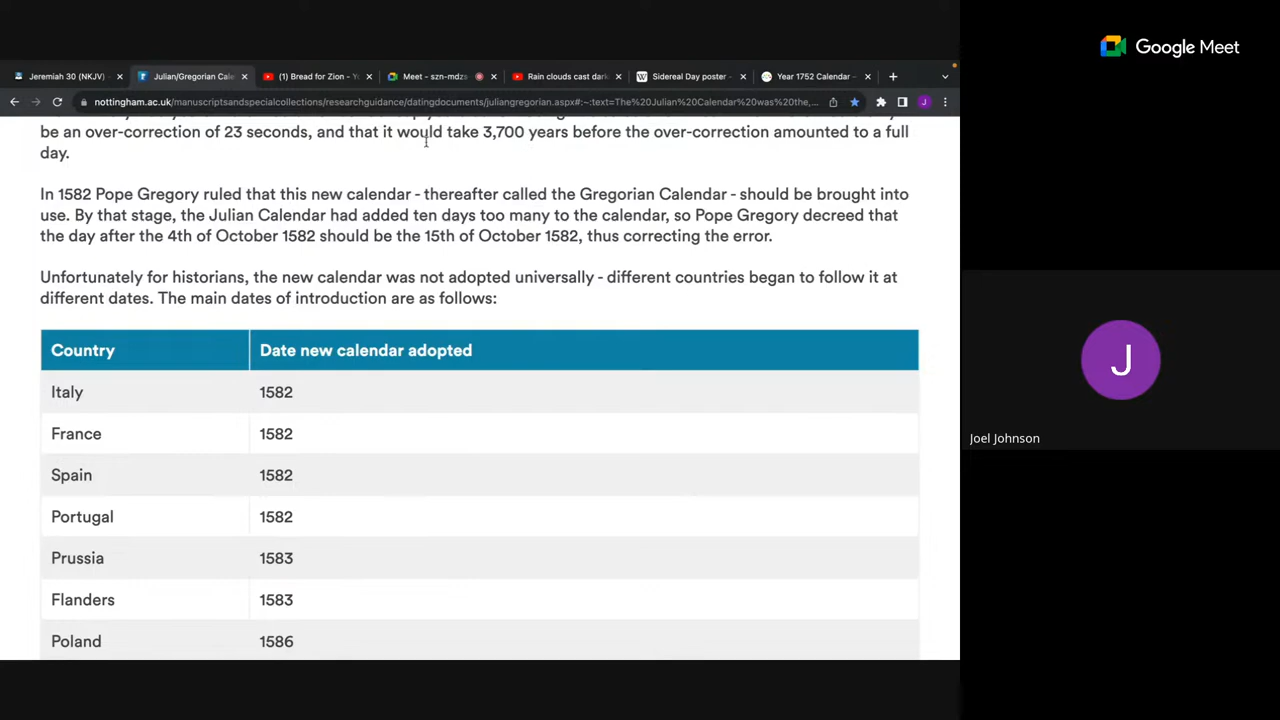 Google Meet
Jeremiah 30 (NKJV)
Julian/Gregorian Cale
(1) Bread for Zion - Y
Meet - szn-mdzs
Rain clouds cast dark
Sidereal Day poster -
Year 1752 Calendar –
nottingham.ac.uk/manuscriptsandspecialcollections/researchguidance/datingdocuments/juliangregorian.aspx#:~:text=The%20Julian%20Calendar%20was%20the,...
J
be an over-correction of 23 seconds, and that it would take 3,700 years before the over-correction amounted to a full
day.
In 1582 Pope Gregory ruled that this new calendar - thereafter called the Gregorian Calendar - should be brought into
use. By that stage, the Julian Calendar had added ten days too many to the calendar, so Pope Gregory decreed that
the day after the 4th of October 1582 should be the 15th of October 1582, thus correcting the error.
Unfortunately for historians, the new calendar was not adopted universally - different countries began to follow it at
different dates. The main dates of introduction are as follows:
Country Date new calendar adopted
Italy 1582
France 1582
Spain 1582
Portugal 1582
Prussia 1583
Flanders 1583
Poland 1586
J
Joel Johnson